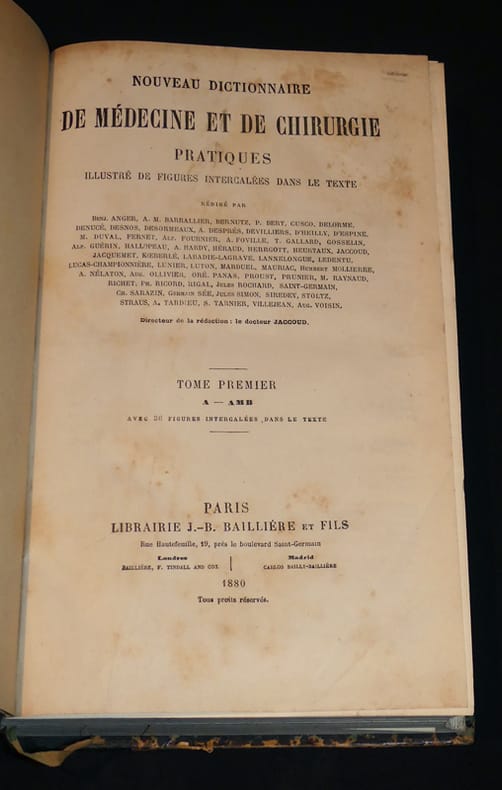 NOUVEAU DICTIONNAIRE
DE MÉDECINE ET DE CHIRURGIE
PRATIQUES
ILLUSTRÉ DE FIGURES INTERCALÉES DANS LE TEXTE
RÉDIGÉ PAR
BENJ. ANGER, A. M. BARRALLIER, BERNUTZ, P. BERT, CUSCO, DELORME,
DENUCÉ, DESNOS, DESORMEAUX, A. DESPRÉS, DEVILLIERS, D'HEILLY, D'ESPINE,
M. DUVAL, FERNET, ALF. FOURNIER, A. FOVILLE, T. GALLARD, GOSSELIN,
ALP. GUÉRIN, HALLOPEAU, A. HARDY, HÉRAUD, HERRGOTT, HEURTAUX, JACCOUD,
JACQUEMET, KŒBERLÉ, LABADIE-LAGRAVE, LANNELONGUE, LEDENTU,
LUCAS-CHAMPIONNIÈRE, LUNIER, LUTON, MARDUEL, MAURIAC, HUMBERT MOLLIERRE,
A. NÉLATON, AUG. OLLIVIER, ORÉ, PANAS, PROUST, PRUNIER, M. RAYNAUD,
RICHET, PH. RICORD, RIGAL, JULES ROCHARD, SAINT-GERMAIN,
CH. SARAZIN, GERMAIN SÉE, JULES SIMON, SIREDEY, STOLTZ,
STRAUS, A. TARDIEU, S. TARNIER, VILLEJEAN, AUG. VOISIN.
Directeur de la rédaction : le docteur JACCOUD.
TOME PREMIER
A — AMB
AVEC 36 FIGURES INTERCALÉES DANS LE TEXTE
PARIS
LIBRAIRIE J.-B. BAILLIÈRE ET FILS
Rue Hautefeuille, 19, près le boulevard Saint-Germain
Londres Madrid
BAILLIÈRE, F. TINDALL AND COX CARLOS BAILLY-BAILLIÈRE
1880
Tous droits réservés.